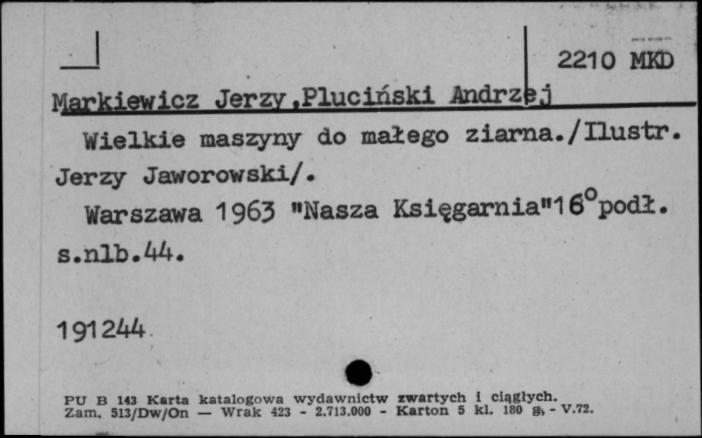 2210 MKD
Markiewicz Jerzy,Pluciński Andrzej
Wielkie maszyny do małego ziarna./Ilustr.
Jerzy Jaworowski/.
Warszawa 1963 "Nasza Księgarnia"16°podł.
s.nlb.44.
191244
PU B 143 Karta katalogowa wydawnictw zwartych i ciągłych.
Zam. 513/Dw/On — Wrak 423 - 2.713.000 - Karton 5 kl. 180 g. - V.72.